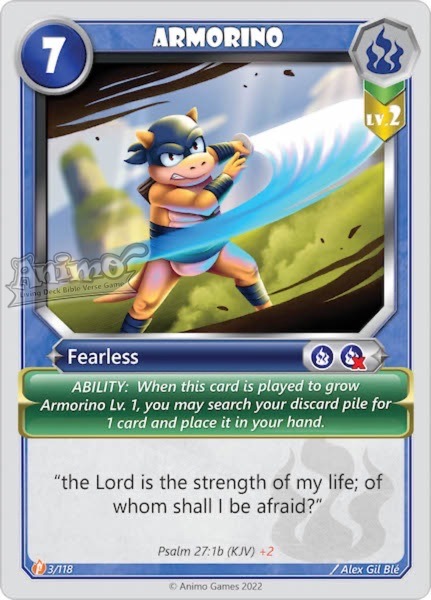 7
ARMORINO
LV.2
Animo
Living Deck Bible Verse Game
Fearless
ABILITY: When this card is played to grow
Armorino Lv. 1, you may search your discard pile for
1 card and place it in your hand.
“the Lord is the strength of my life; of
whom shall I be afraid?”
Psalm 27:1b (KJV) +2
P 3/118
Alex Gil Blé
© Animo Games 2022